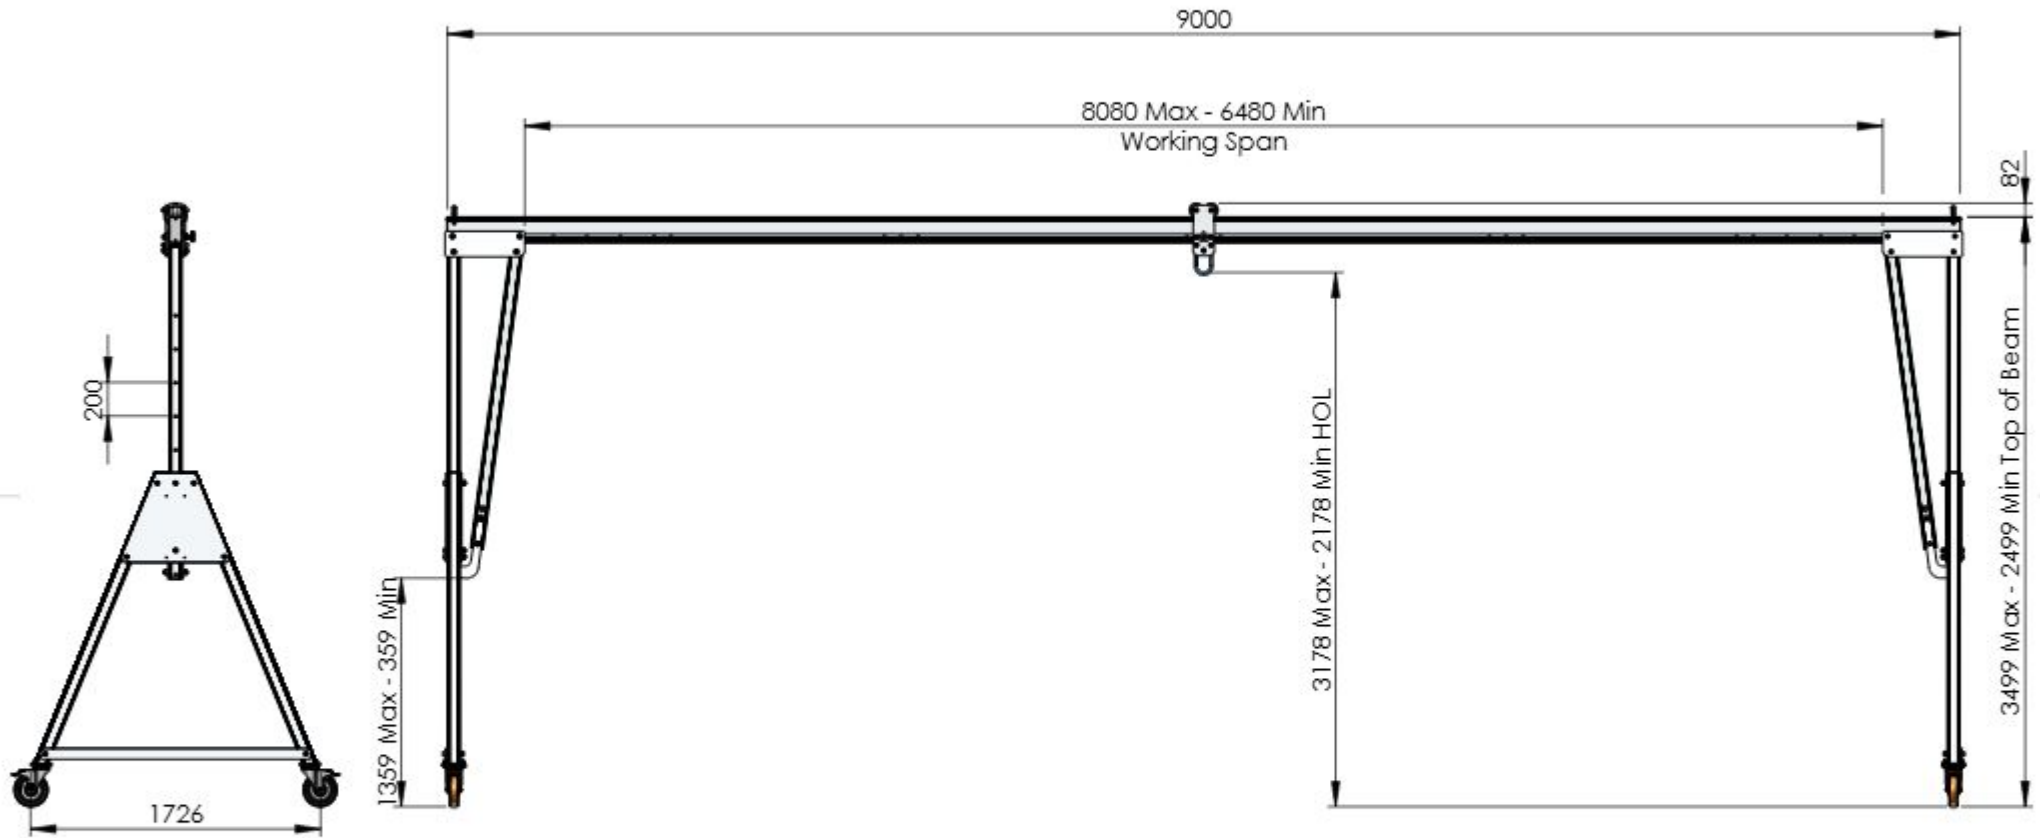 9000
8080 Max - 6480 Min
Working Span
82
200
1359 Max - 359 Min
3178 Max - 2178 Min HOL
3499 Max - 2499 Min Top of Beam
1726